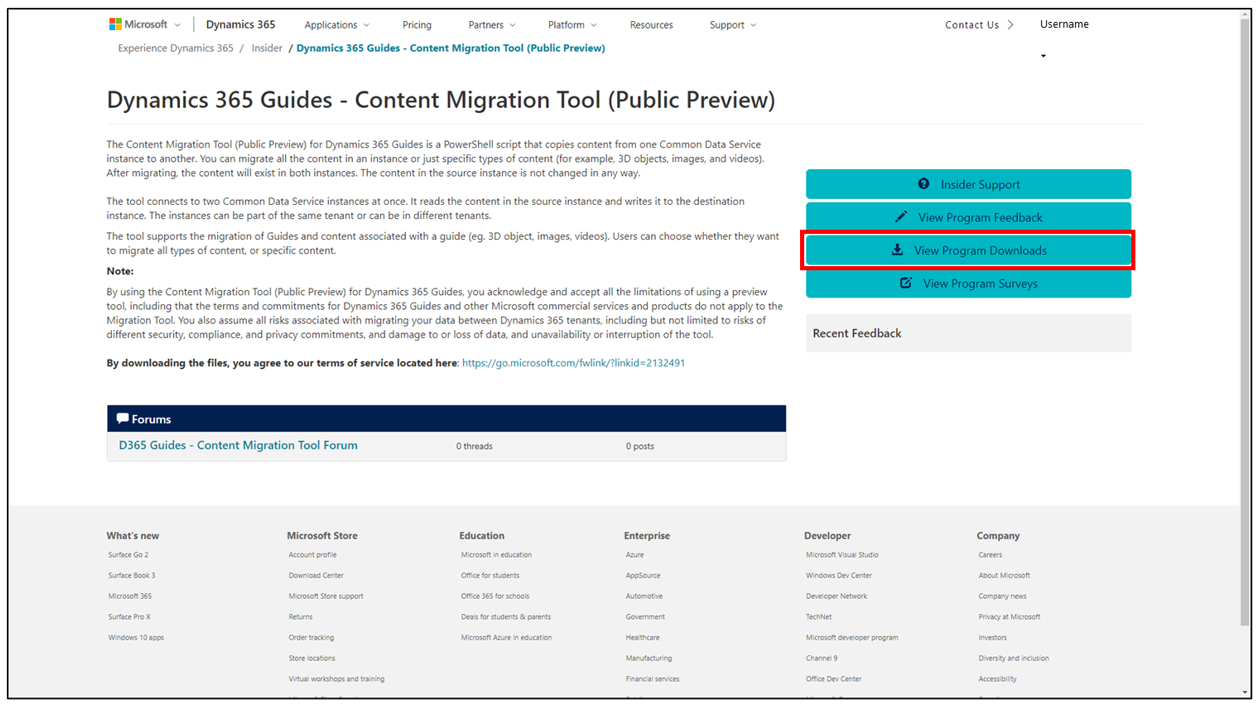 Microsoft Dynamics 365 Applications Pricing Partners Platform Resources Support Contact Us Username
Experience Dynamics 365 / Insider / Dynamics 365 Guides - Content Migration Tool (Public Preview)
Dynamics 365 Guides - Content Migration Tool (Public Preview)
The Content Migration Tool (Public Preview) for Dynamics 365 Guides is a PowerShell script that copies content from one Common Data Service
instance to another. You can migrate all the content in an instance or just specific types of content (for example, 3D objects, images, and videos).
After migrating, the content will exist in both instances. The content in the source instance is not changed in any way.
The tool connects to two Common Data Service instances at once. It reads the content in the source instance and writes it to the destination
instance. The instances can be part of the same tenant or can be in different tenants.
The tool supports the migration of Guides and content associated with a guide (eg. 3D object, images, videos). Users can choose whether they want
to migrate all types of content, or specific content.
Note:
By using the Content Migration Tool (Public Preview) for Dynamics 365 Guides, you acknowledge and accept all the limitations of using a preview
tool, including that the terms and commitments for Dynamics 365 Guides and other Microsoft commercial services and products do not apply to the
Migration Tool. You also assume all risks associated with migrating your data between Dynamics 365 tenants, including but not limited to risks of
different security, compliance, and privacy commitments, and damage to or loss of data, and unavailability or interruption of the tool.
By downloading the files, you agree to our terms of service located here: https://go.microsoft.com/fwlink/?linkid=2132491
Insider Support
View Program Feedback
View Program Downloads
View Program Surveys
Recent Feedback
Forums
D365 Guides - Content Migration Tool Forum 0 threads 0 posts
What's new
Surface Go 2
Surface Book 3
Microsoft 365
Surface Pro X
Windows 10 apps
Microsoft Store
Account profile
Download Center
Microsoft Store support
Returns
Order tracking
Store locations
Virtual workshops and training
Education
Microsoft in education
Office for students
Office 365 for schools
Deals for students & parents
Microsoft Azure in education
Enterprise
Azure
AppSource
Automotive
Government
Healthcare
Manufacturing
Financial services
Developer
Microsoft Visual Studio
Windows Dev Center
Developer Network
TechNet
Microsoft developer program
Channel 9
Office Dev Center
Company
Careers
About Microsoft
Company news
Privacy at Microsoft
Investors
Diversity and inclusion
Accessibility